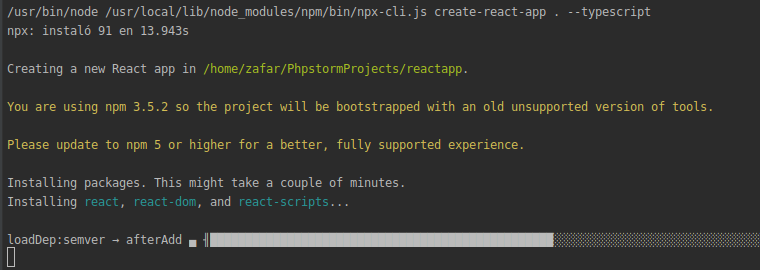 /usr/bin/node /usr/local/lib/node_modules/npm/bin/npx-cli.js create-react-app . --typescript
npx: instaló 91 en 13.943s
Creating a new React app in /home/zafar/PhpstormProjects/reactapp.
You are using npm 3.5.2 so the project will be bootstrapped with an old unsupported version of tools.
Please update to npm 5 or higher for a better, fully supported experience.
Installing packages. This might take a couple of minutes.
Installing react, react-dom, and react-scripts...
loadDep:semver → afterAdd